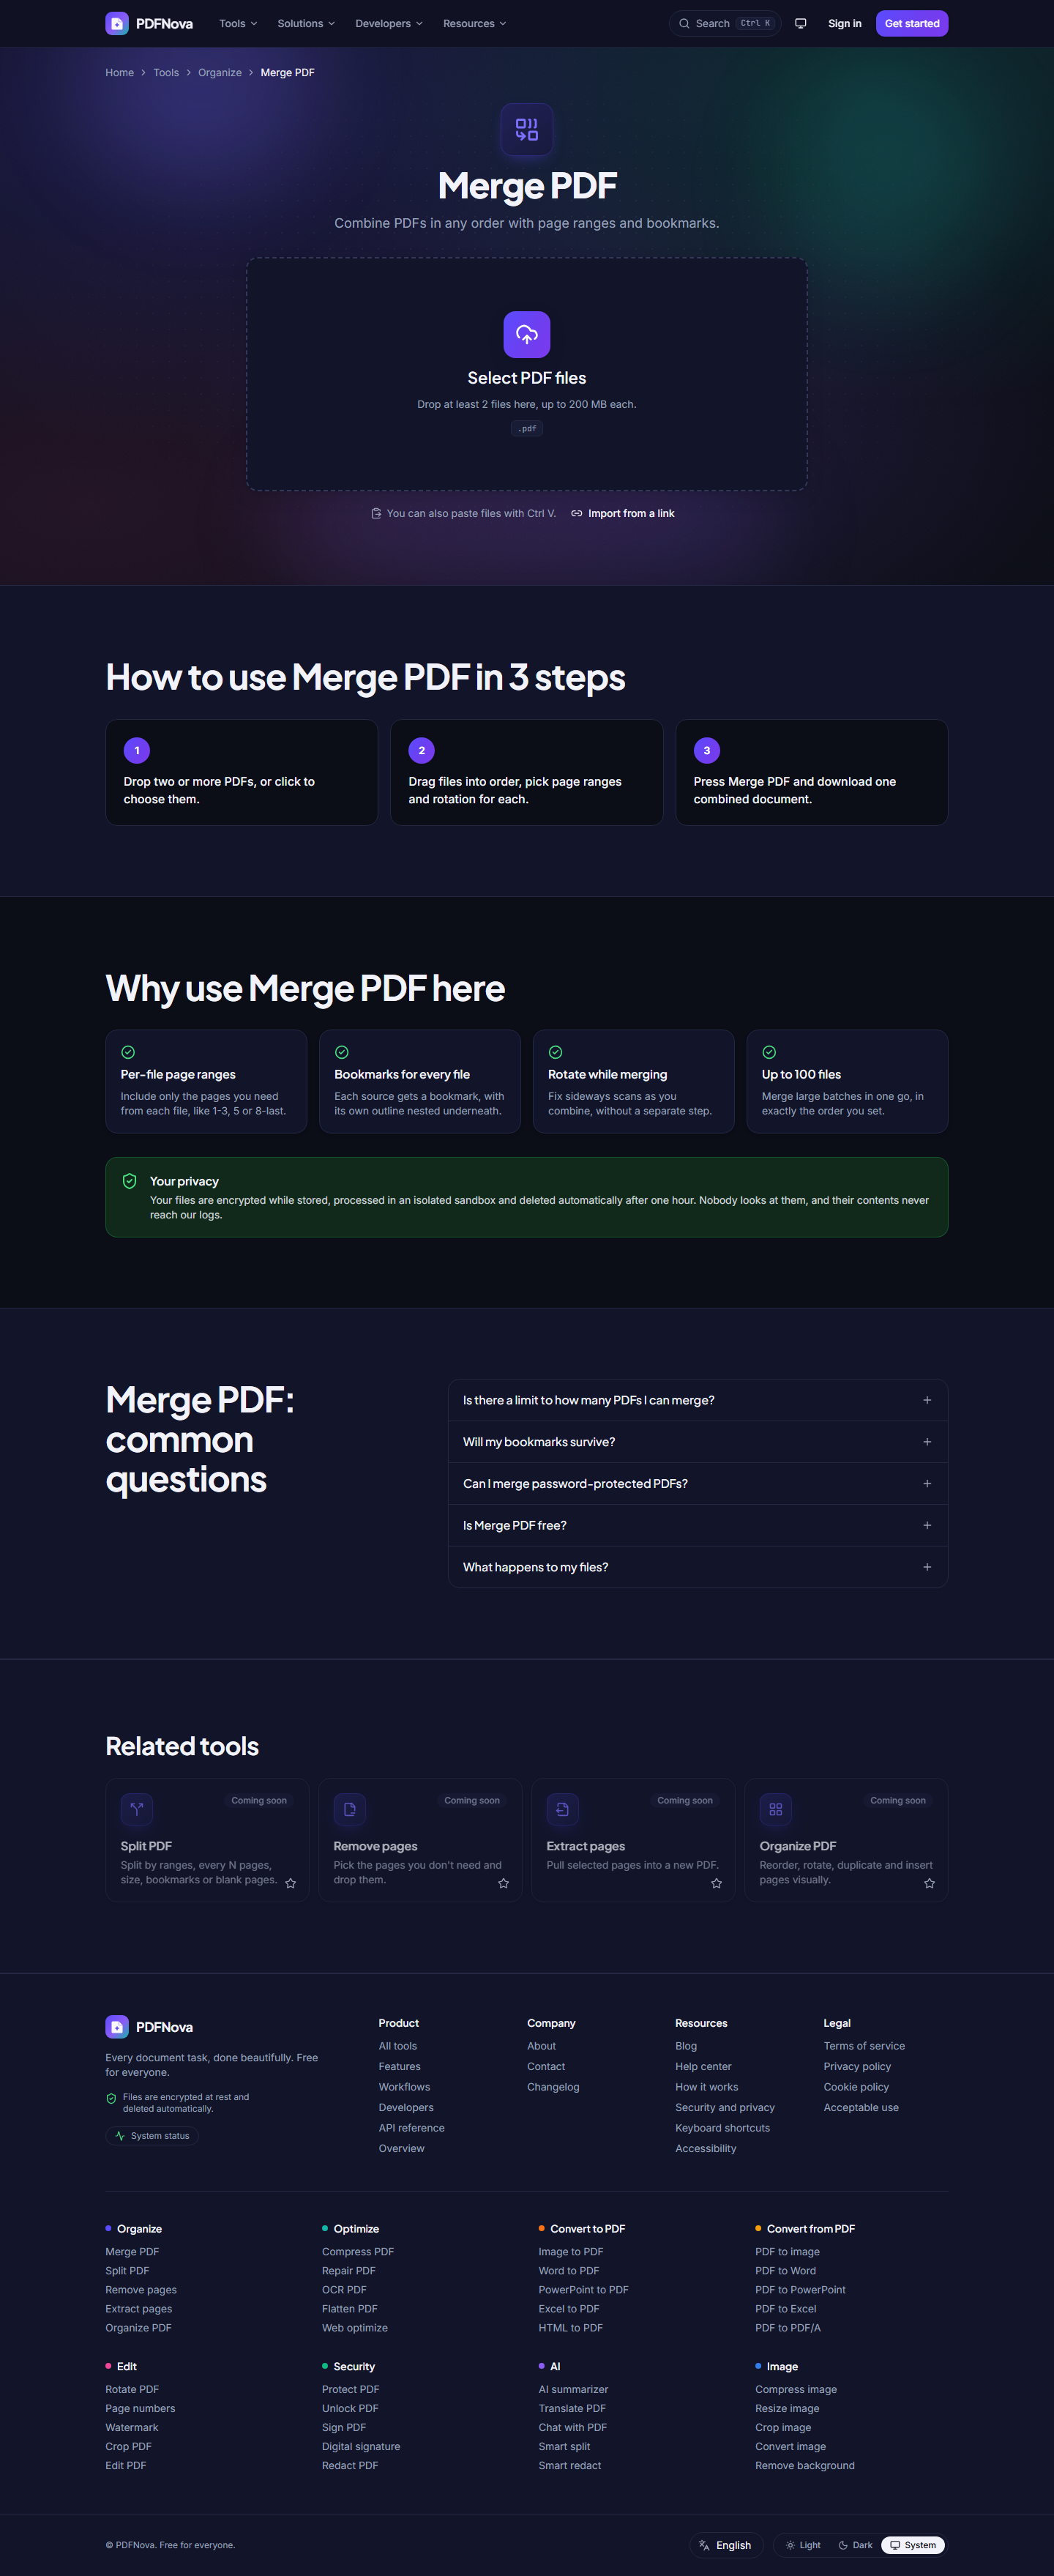 PDFNova
Tools
Solutions
Developers
Resources
Search
Ctrl K
Sign in
Get started
Home > Tools > Organize > Merge PDF
Merge PDF
Combine PDFs in any order with page ranges and bookmarks.
Select PDF files
Drop at least 2 files here, up to 200 MB each.
.pdf
You can also paste files with Ctrl V.
Import from a link
How to use Merge PDF in 3 steps
1
Drop two or more PDFs, or click to
choose them.
2
Drag files into order, pick page ranges
and rotation for each.
3
Press Merge PDF and download one
combined document.
Why use Merge PDF here
Per-file page ranges
Include only the pages you need
from each file, like 1-3, 5 or 8-last.
Bookmarks for every file
Each source gets a bookmark, with
its own outline nested underneath.
Rotate while merging
Fix sideways scans as you
combine, without a separate step.
Up to 100 files
Merge large batches in one go, in
exactly the order you set.
Your privacy
Your files are encrypted while stored, processed in an isolated sandbox and deleted automatically after one hour. Nobody looks at them, and their contents never
reach our logs.
Merge PDF:
common
questions
Is there a limit to how many PDFs I can merge?
Will my bookmarks survive?
Can I merge password-protected PDFs?
Is Merge PDF free?
What happens to my files?
Related tools
Coming soon
Split PDF
Split by ranges, every N pages,
size, bookmarks or blank pages.
Coming soon
Remove pages
Pick the pages you don't need and
drop them.
Coming soon
Extract pages
Pull selected pages into a new PDF.
Coming soon
Organize PDF
Reorder, rotate, duplicate and insert
pages visually.
PDFNova
Every document task, done beautifully. Free
for everyone.
Files are encrypted at rest and
deleted automatically.
System status
Product
All tools
Features
Workflows
Developers
API reference
Overview
Company
About
Contact
Changelog
Resources
Blog
Help center
How it works
Security and privacy
Keyboard shortcuts
Accessibility
Legal
Terms of service
Privacy policy
Cookie policy
Acceptable use
Organize
Merge PDF
Split PDF
Remove pages
Extract pages
Organize PDF
Optimize
Compress PDF
Repair PDF
OCR PDF
Flatten PDF
Web optimize
Convert to PDF
Image to PDF
Word to PDF
PowerPoint to PDF
Excel to PDF
HTML to PDF
Convert from PDF
PDF to image
PDF to Word
PDF to PowerPoint
PDF to Excel
PDF to PDF/A
Edit
Rotate PDF
Page numbers
Watermark
Crop PDF
Edit PDF
Security
Protect PDF
Unlock PDF
Sign PDF
Digital signature
Redact PDF
AI
AI summarizer
Translate PDF
Chat with PDF
Smart split
Smart redact
Image
Compress image
Resize image
Crop image
Convert image
Remove background
© PDFNova. Free for everyone.
English
Light
Dark
System